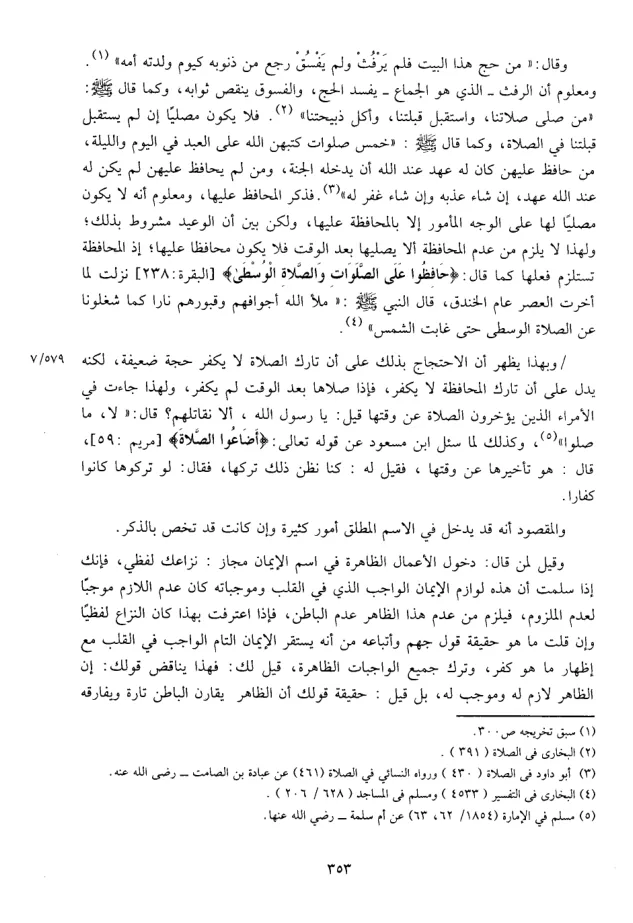 وقال: « من حج هذا البيت فلم يَرْفُثْ ولم يَفْسُقْ رجع من ذنوبه كيوم ولدته أمه» (١).
ومعلوم أن الرفث ـ الذي هو الجماع ـ يفسد الحج، والفسوق ينقص ثوابه، وكما قال ﷺ:
«من صلى صلاتنا، واستقبل قبلتنا، وأكل ذبيحتنا» (٢). فلا يكون مصليًا إن لم يستقبل
قبلتنا في الصلاة، وكما قال ﷺ : «خمس صلوات كتبهن الله على العبد في اليوم والليلة،
من حافظ عليهن كان له عهد عند الله أن يدخله الجنة، ومن لم يحافظ عليهن لم يكن له
عند الله عهد، إن شاء عذبه وإن شاء غفر له»(٣). فذكر المحافظ عليها، ومعلوم أنه لا يكون
مصليًا لها على الوجه المأمور إلا بالمحافظة عليها، ولكن بين أن الوعيد مشروط بذلك؛
ولهذا لا يلزم من عدم المحافظة ألا يصليها بعد الوقت فلا يكون محافظا عليها؛ إذ المحافظة
تستلزم فعلها كما قال: ﴿حَافِظُوا عَلَى الصَّلَوَاتِ وَالصَّلَاةِ الْوُسْطَىٰ﴾ [البقرة:٢٣٨] نزلت لما
أخرت العصر عام الخندق، قال النبي ﷺ :« ملأ الله أجوافهم وقبورهم نارا كما شغلونا
عن الصلاة الوسطى حتى غابت الشمس» (٤).
/ وبهذا يظهر أن الاحتجاج بذلك على أن تارك الصلاة لا يكفر حجة ضعيفة، لكنه ٧/٥٧٩
يدل على أن تارك المحافظة لا يكفر، فإذا صلاها بعد الوقت لم يكفر، ولهذا جاءت في
الأمراء الذين يؤخرون الصلاة عن وقتها قيل: يا رسول الله ، ألا نقاتلهم؟ قال:« لا، ما
صلوا»(٥)، وكذلك لما سئل ابن مسعود عن قوله تعالى: ﴿أَضَاعُوا الصَّلَاةَ﴾ [مريم :٥٩]،
قال : هو تأخيرها عن وقتها ، فقيل له : كنا نظن ذلك تركها، فقال: لو تركوها كانوا
كفارا.
والمقصود أنه قد يدخل في الاسم المطلق أمور كثيرة وإن كانت قد تخص بالذكر.
وقيل لمن قال: دخول الأعمال الظاهرة في اسم الإيمان مجاز : نزاعك لفظي، فإنك
إذا سلمت أن هذه لوازم الإيمان الواجب الذي في القلب وموجباته كان عدم اللازم موجبًا
لعدم الملزوم، فيلزم من عدم هذا الظاهر عدم الباطن، فإذا اعترفت بهذا كان النزاع لفظيًا
وإن قلت ما هو حقيقة قول جهم وأتباعه من أنه يستقر الإيمان التام الواجب في القلب مع
إظهار ما هو كفر، وترك جميع الواجبات الظاهرة، قيل لك: فهذا يناقض قولك: إن
الظاهر لازم له وموجب له، بل قيل : حقيقة قولك أن الظاهر يقارن الباطن تارة ويفارقه
(١) سبق تخريجه ص٣٠٠.
(٢) البخارى فى الصلاة ( ٣٩١ ) .
(٣) أبو داود فى الصلاة ( ٤٣٠ ) ورواه النسائي في الصلاة (٤٦١) عن عبادة بن الصامت ــ رضى الله عنه.
(٤) البخارى فى التفسير ( ٤٥٣٣ ) ومسلم فى المساجد ( ٦٢٨ / ٢٠٦ ) .
(٥) مسلم في الإمارة (١٨٥٤/ ٦٢، ٦٣) عن أم سلمة ــ رضي الله عنها.
٣٥٣